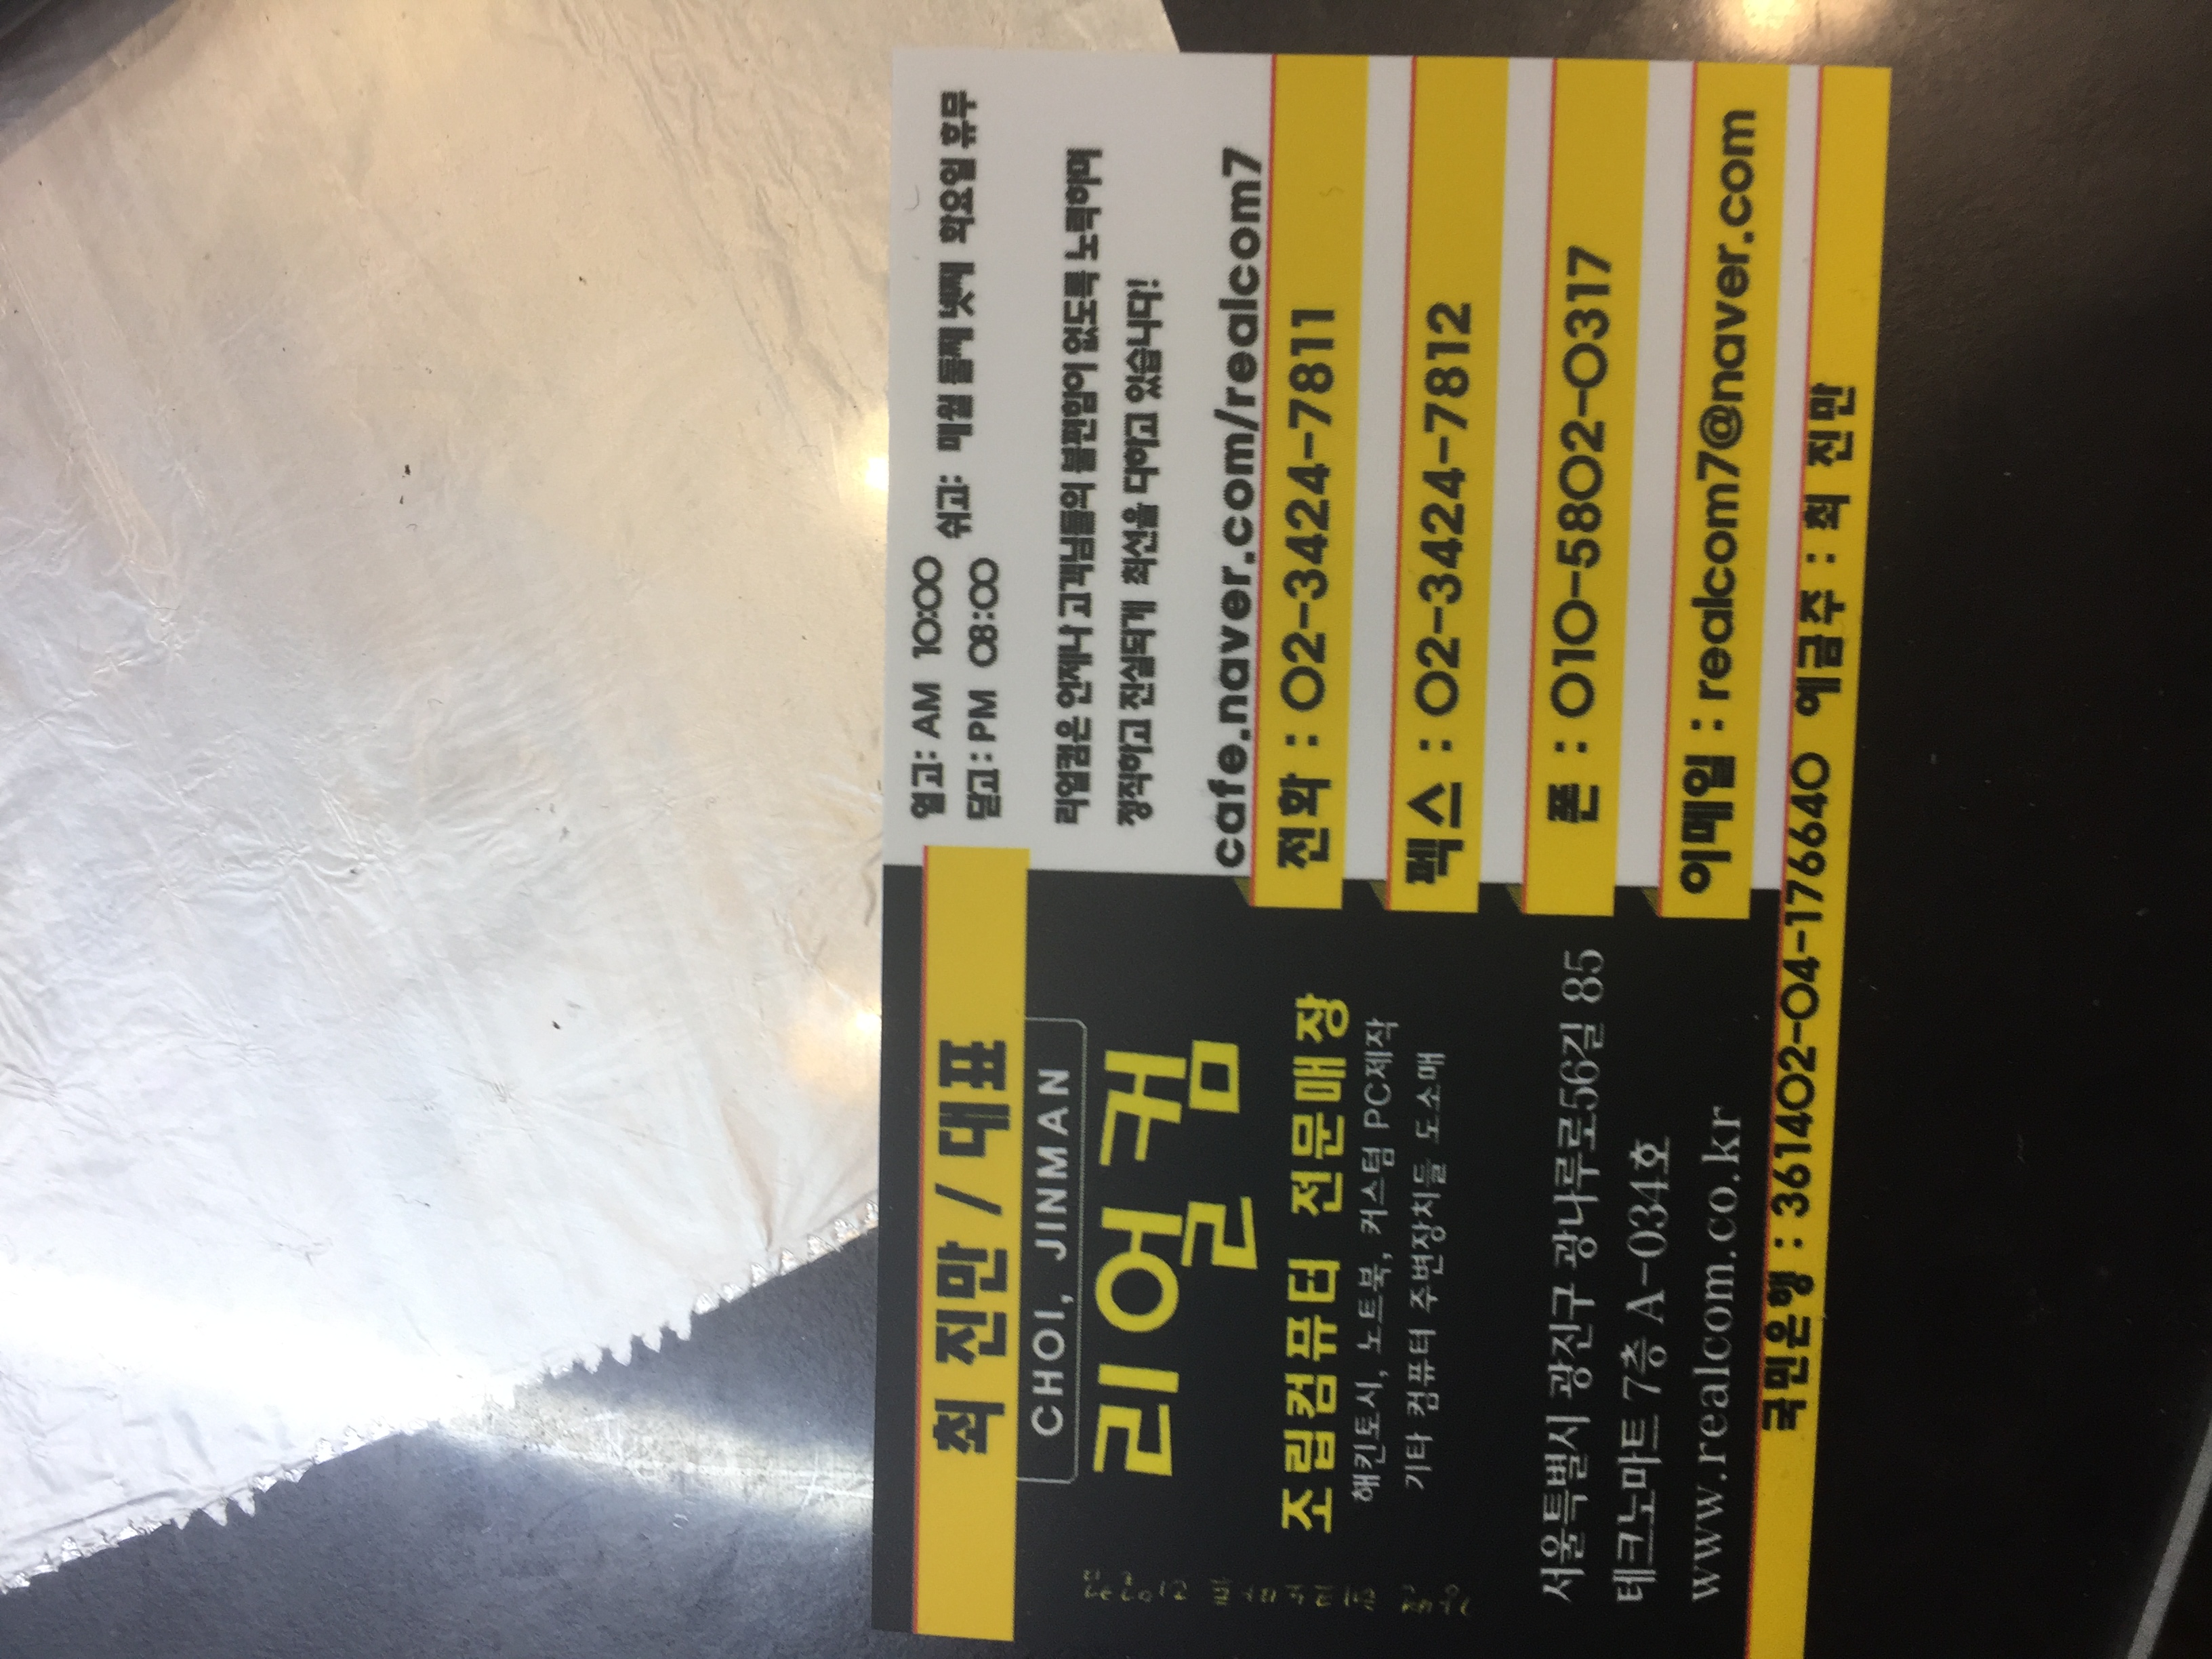 최 진만 / 대표
CHOI, JINMAN
리얼컴
조립컴퓨터 전문매장
해킨토시, 노트북, 커스텀 PC제작
기타 컴퓨터 주변장치들 도소매
서울특별시 광진구 광나루로56길 85
테크노마트 7층 A-034호
www.realcom.co.kr
열고: AM 10:00
닫고: PM 08:00
쉬고: 매월 둘째 넷째 화요일 휴무
리얼컴은 언제나 고객님들의 불편함이 없도록 노력하며
정직하고 진실되게 최선을 다하고 있습니다!
cafe.naver.com/realcom7
전화 : 02-3424-7811
펙스 : 02-3424-7812
폰 : 010-5802-0317
이메일 : realcom7@naver.com
국민은행 : 361402-04-176640 예금주 : 최 진만